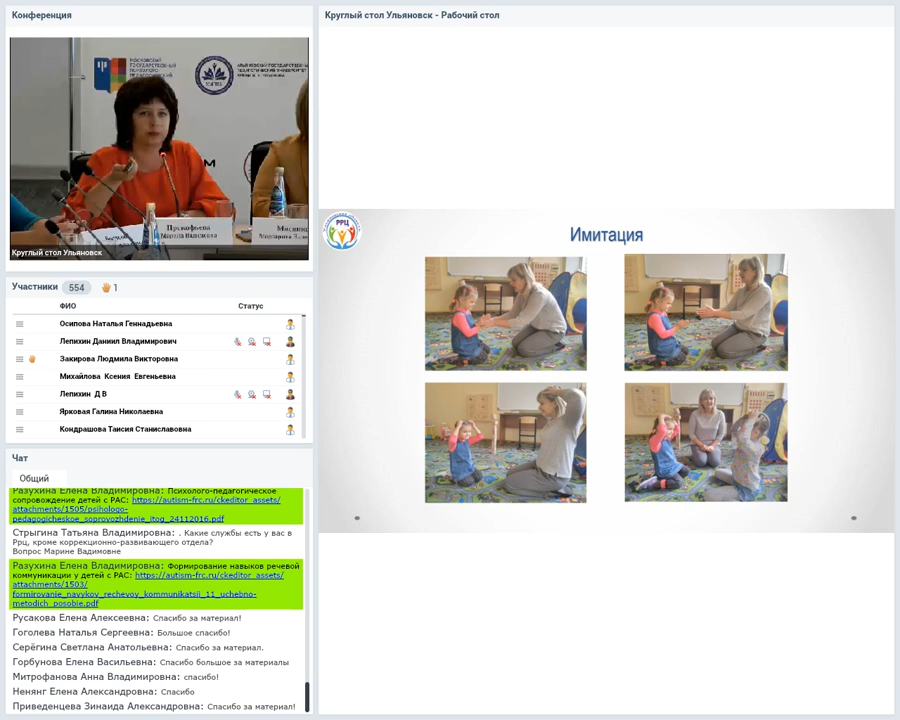 Конференция
МОСКОВСКИЙ
ГОСУДАРСТВЕННЫЙ
Прокофьева
Круглый стол Ульяновск
Участники 554 1
ФИО Статус
Осипова Наталья Геннадьевна
Лепихин Даниил Владимирович
Закирова Людмила Викторовна
Михайлова Ксения Евгеньевна
Лепихин Д В
Ярковая Галина Николаевна
Кондрашова Таисия Станиславовна
Чат
Общий
Разухина Елена Владимировна: Психолого-педагогическое
сопровождение детей с РАС: https://autism-frc.ru/ckeditor_assets/
attachments/1505/psihologo-
pedagogicheskoe_soprovozhdenie_itog_24112016.pdf
Стрыгина Татьяна Владимировна: . Какие службы есть у вас в
Ррц, кроме коррекционно-развивающего отдела?
Вопрос Марине Вадимовне
Разухина Елена Владимировна: Формирование навыков речевой
коммуникации у детей с РАС: https://autism-frc.ru/ckeditor_assets/
attachments/1503/
formirovanie_navykov_rechevoy_kommunikatsii_11_uchebno-
metodich_posobie.pdf
Русакова Елена Алексеевна: Спасибо за материал!
Гоголева Наталья Сергеевна: Большое спасибо!
Серёгина Светлана Анатольевна: Спасибо за материал.
Горбунова Елена Васильевна: Спасибо большое за материалы
Митрофанова Анна Владимировна: спасибо!
Ненянг Елена Александровна: Спасибо
Приведенцева Зинаида Александровна: Спасибо за материал!
Круглый стол Ульяновск - Рабочий стол
РРЦ
Имитация